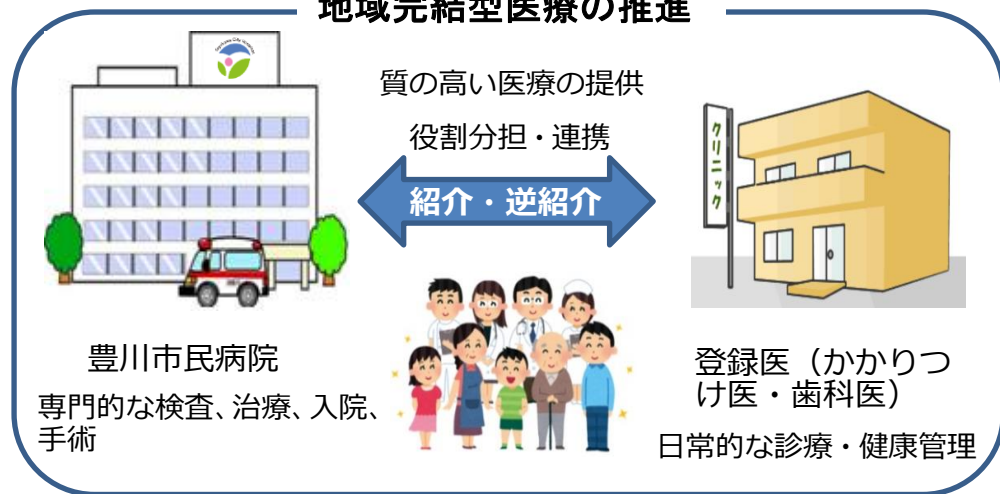 地域完結型医療の推進
質の高い医療の提供
役割分担・連携
紹介・逆紹介
クリニック
豊川市民病院
専門的な検査、治療、入院、
手術
登録医（かかりつ
け医・歯科医）
日常的な診療・健康管理